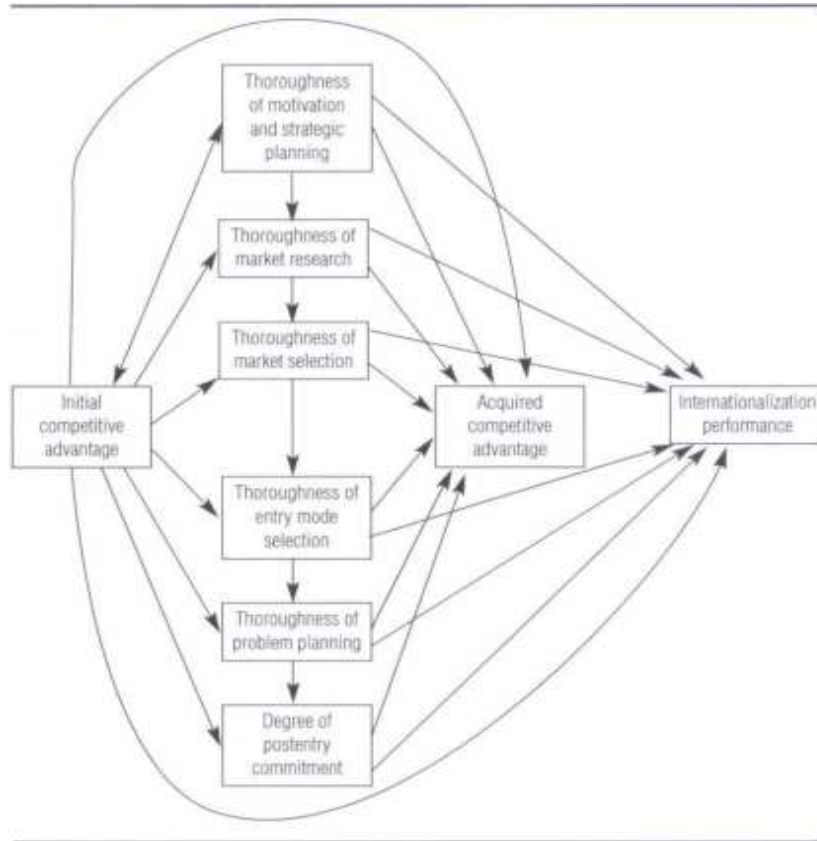 Thoroughness
of motivation
and strategic
planning
Thoroughness of
market research
Thoroughness of
market selection
Initial
competitive
advantage
Acquired
competitive
advantage
Internationalization
performance
Thoroughness of
entry mode
selection
Thoroughness of
problem planning
Degree of
postentry
commitment